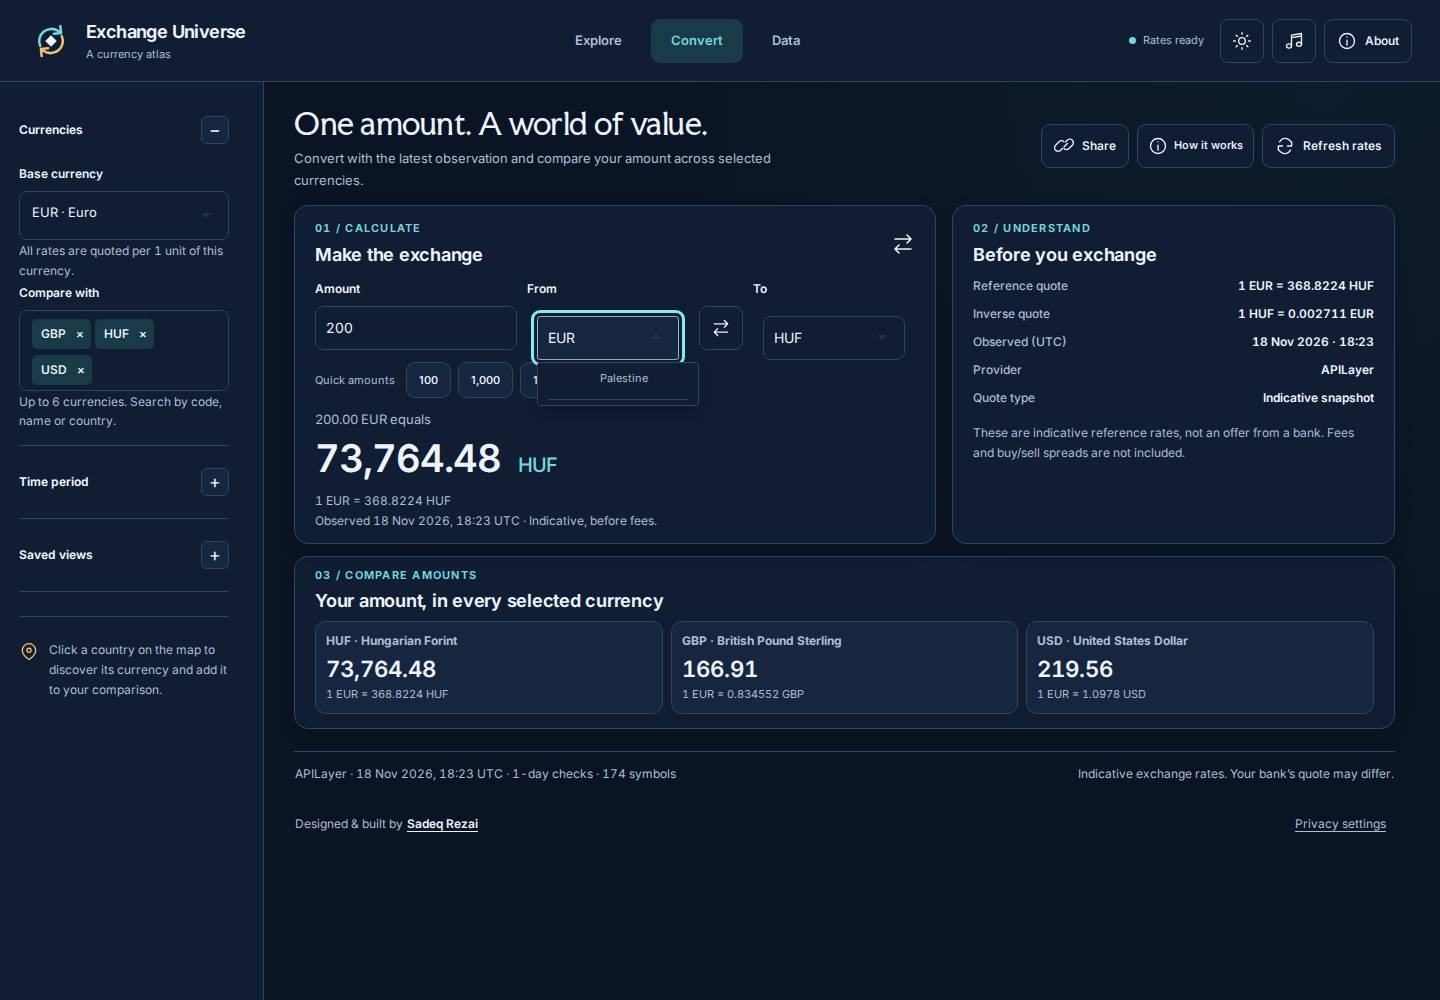 Exchange Universe
A currency atlas
Explore
Convert
Data
Rates ready
About
Currencies
−
Base currency
EUR · Euro
All rates are quoted per 1 unit of this
currency.
Compare with
GBP ×
HUF ×
USD ×
Up to 6 currencies. Search by code,
name or country.
Time period
+
Saved views
+
Click a country on the map to
discover its currency and add it
to your comparison.
One amount. A world of value.
Convert with the latest observation and compare your amount across selected
currencies.
Share
How it works
Refresh rates
01 / CALCULATE
Make the exchange
Amount
From
To
200
EUR
HUF
Quick amounts
100
1,000
1
Palestine
200.00 EUR equals
73,764.48 HUF
1 EUR = 368.8224 HUF
Observed 18 Nov 2026, 18:23 UTC · Indicative, before fees.
02 / UNDERSTAND
Before you exchange
Reference quote 1 EUR = 368.8224 HUF
Inverse quote 1 HUF = 0.002711 EUR
Observed (UTC) 18 Nov 2026 · 18:23
Provider APILayer
Quote type Indicative snapshot
These are indicative reference rates, not an offer from a bank. Fees
and buy/sell spreads are not included.
03 / COMPARE AMOUNTS
Your amount, in every selected currency
HUF · Hungarian Forint
73,764.48
1 EUR = 368.8224 HUF
GBP · British Pound Sterling
166.91
1 EUR = 0.834552 GBP
USD · United States Dollar
219.56
1 EUR = 1.0978 USD
APILayer · 18 Nov 2026, 18:23 UTC · 1-day checks · 174 symbols
Indicative exchange rates. Your bank’s quote may differ.
Designed & built by Sadeq Rezai
Privacy settings